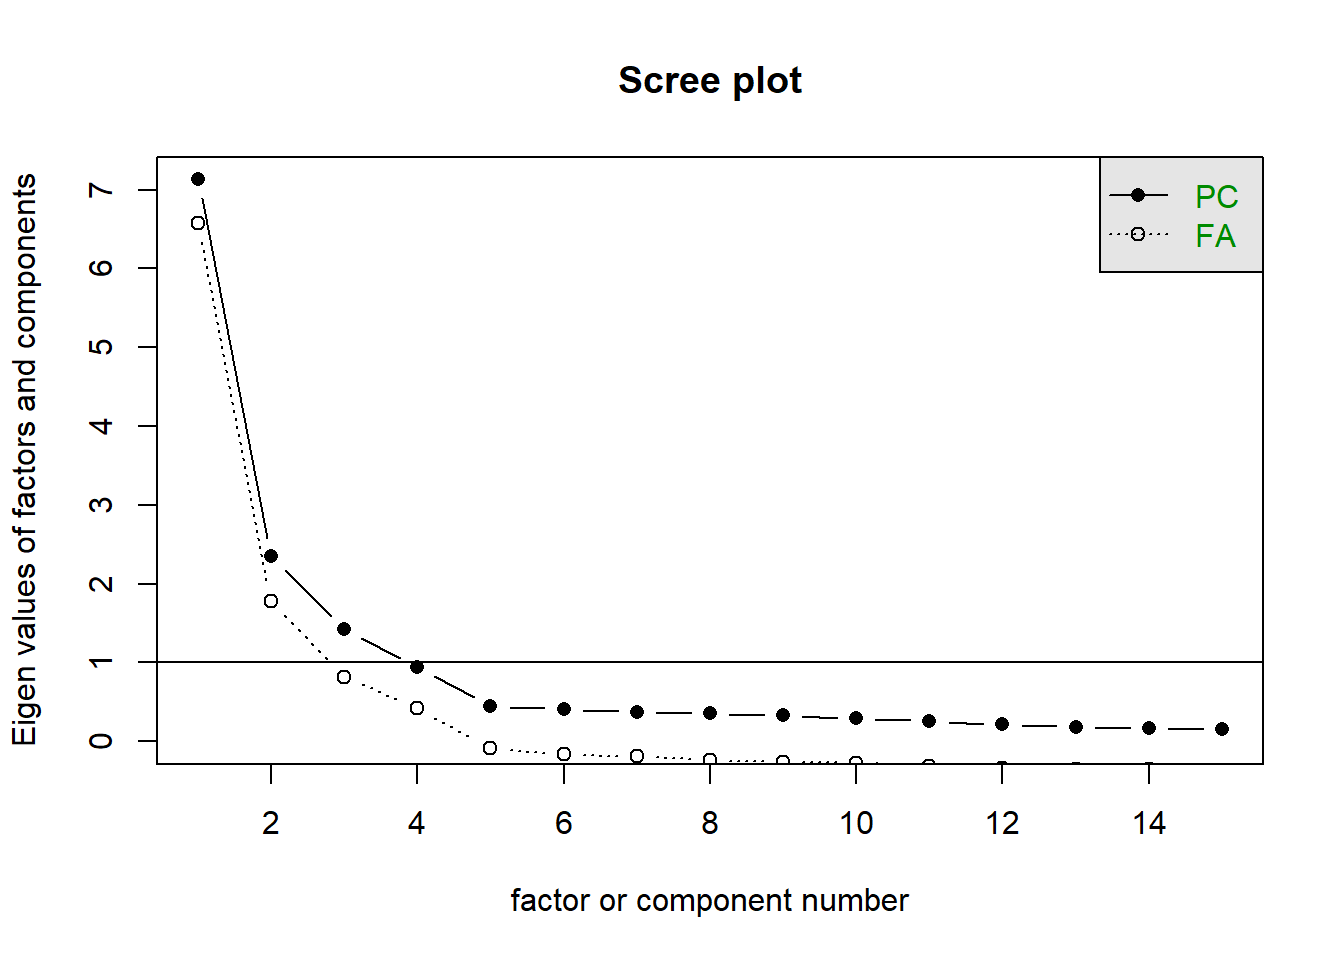 Scree plot
PC
FA
Eigen values of factors and components
7
6
5
4
3
2
1
0
2 4 6 8 10 12 14
factor or component number